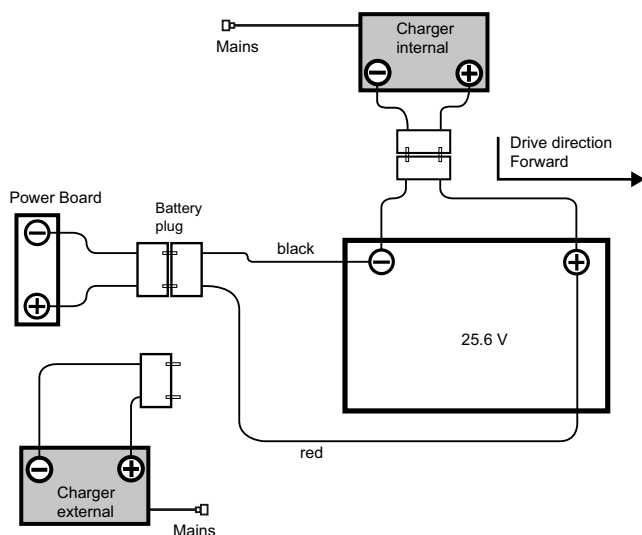 Charger
internal
Mains
Drive direction
Forward
Power Board
Battery
plug
black
25.6 V
red
Charger
external
Mains